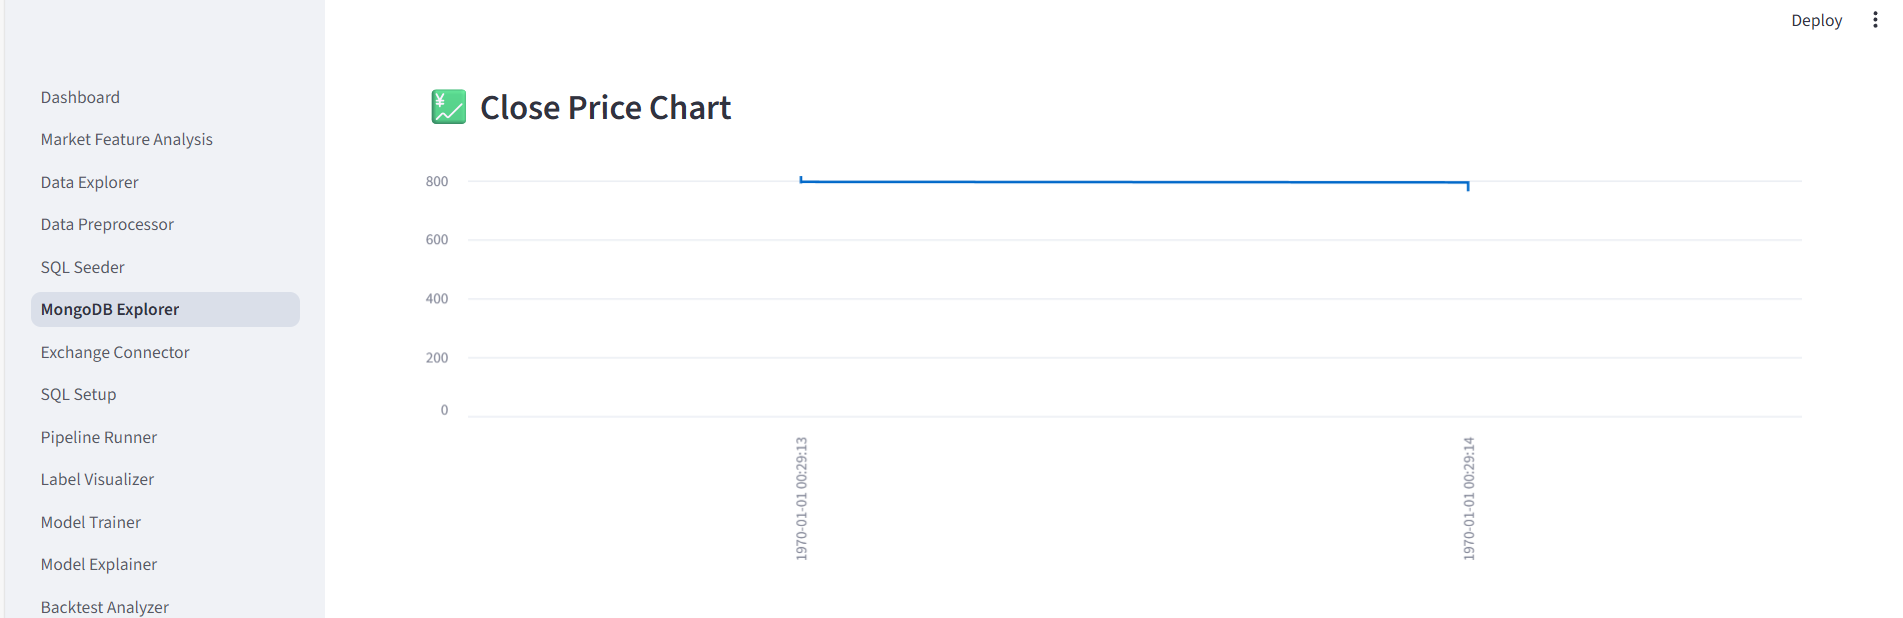 Deploy
Dashboard
Market Feature Analysis
Data Explorer
Data Preprocessor
SQL Seeder
MongoDB Explorer
Exchange Connector
SQL Setup
Pipeline Runner
Label Visualizer
Model Trainer
Model Explainer
Backtest Analyzer
¥ Close Price Chart
800
600
400
200
0
1970-01-01 00:29:13
1970-01-01 00:29:14